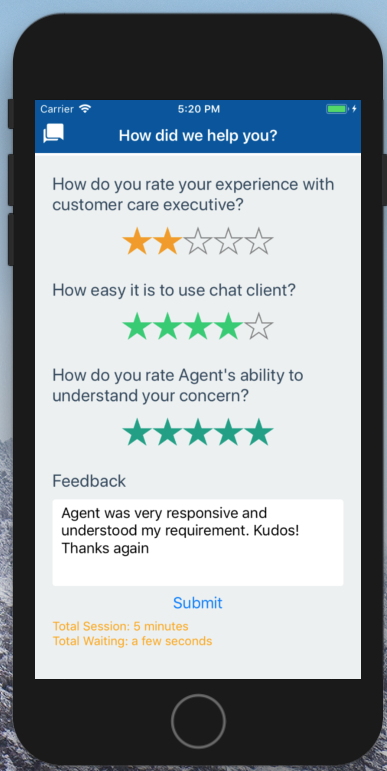 Carrier 5:20 PM
How did we help you?
How do you rate your experience with
customer care executive?
How easy it is to use chat client?
How do you rate Agent's ability to
understand your concern?
Feedback
Agent was very responsive and
understood my requirement. Kudos!
Thanks again
Submit
Total Session: 5 minutes
Total Waiting: a few seconds